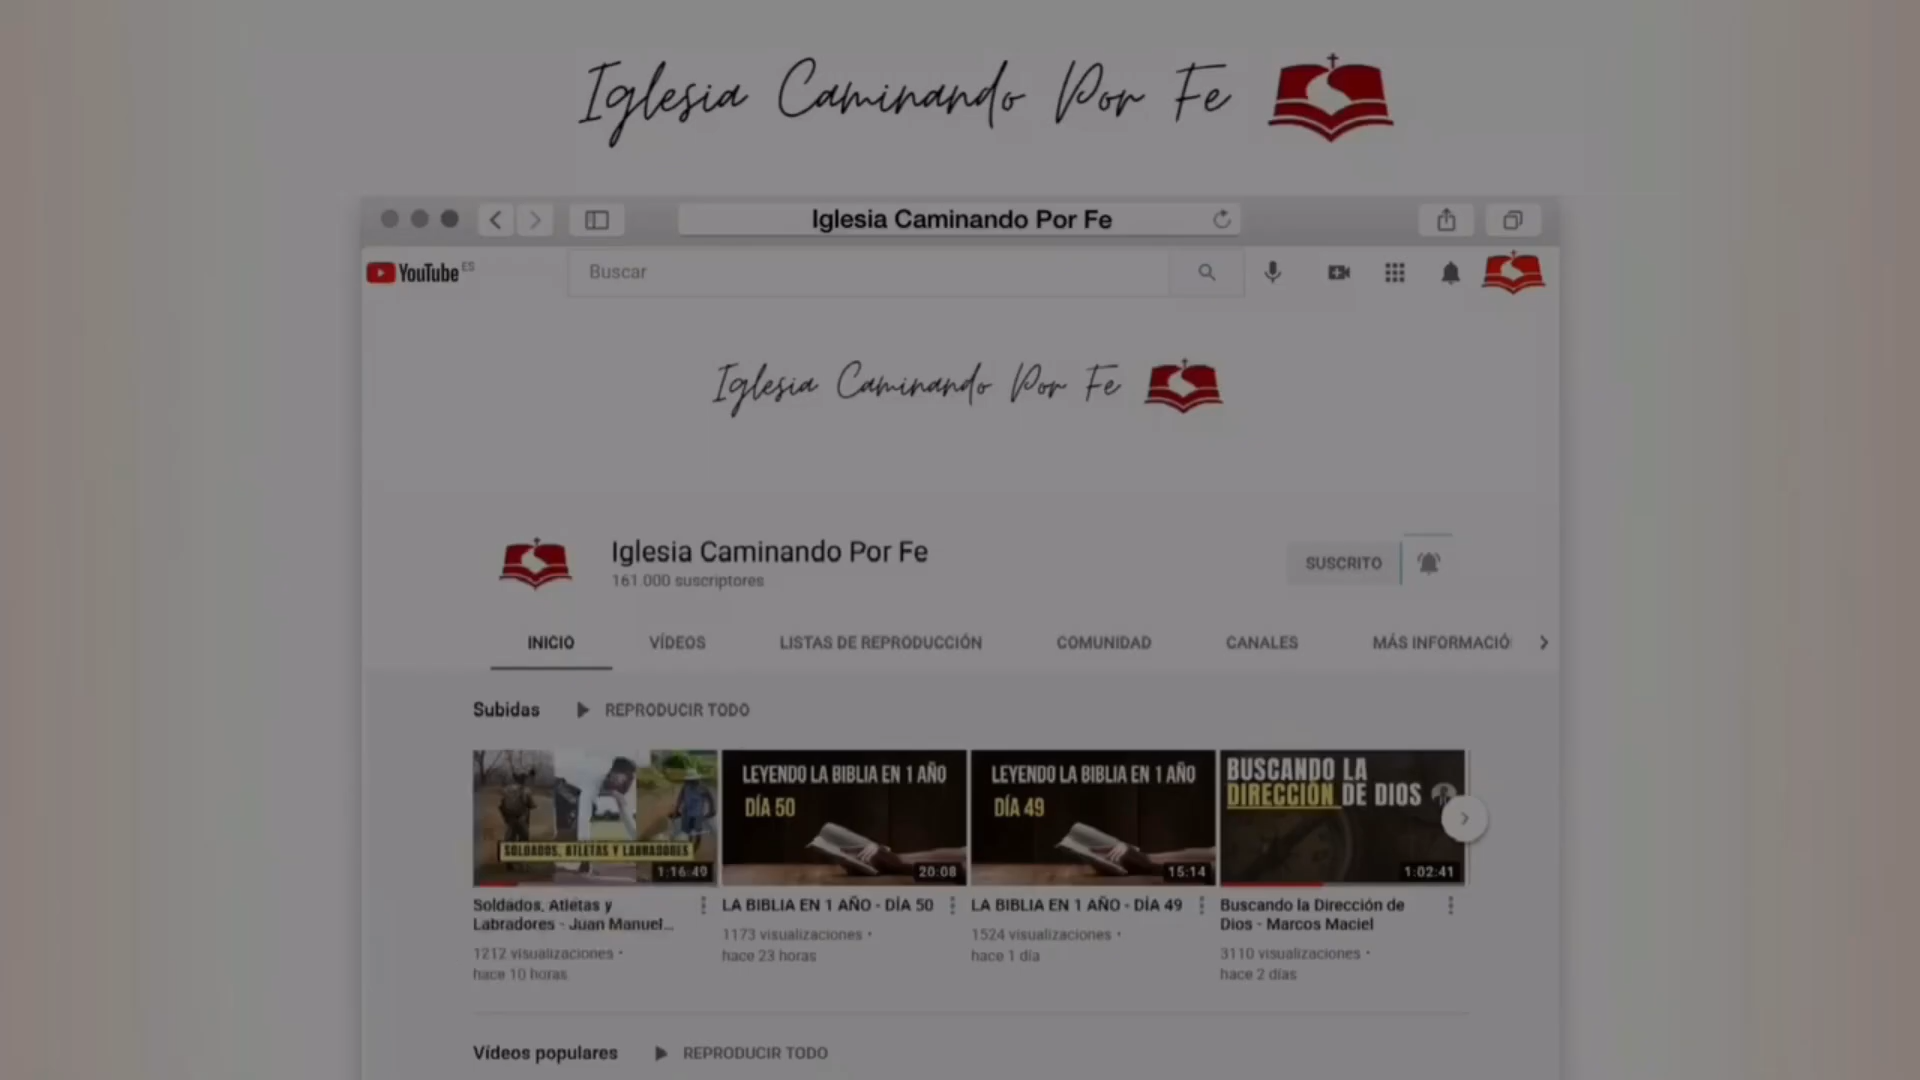 Iglesia Caminando Por Fe
Iglesia Caminando Por Fe
YouTube ES
Buscar
Iglesia Caminando Por Fe
Iglesia Caminando Por Fe
161.000 suscriptores
SUSCRITO
INICIO
VÍDEOS
LISTAS DE REPRODUCCIÓN
COMUNIDAD
CANALES
MÁS INFORMACIÓ
Subidas
REPRODUCIR TODO
SOLDADOS, ATLETAS Y LABRADORES
1:16:49
LEYENDO LA BIBLIA EN 1 AÑO
DÍA 50
20:08
LEYENDO LA BIBLIA EN 1 AÑO
DÍA 49
15:14
BUSCANDO LA
DIRECCIÓN DE DIOS
1:02:41
Soldados, Atletas y
Labradores - Juan Manuel...
1212 visualizaciones •
hace 10 horas
LA BIBLIA EN 1 AÑO - DÍA 50
1173 visualizaciones •
hace 23 horas
LA BIBLIA EN 1 AÑO - DÍA 49
1524 visualizaciones •
hace 1 día
Buscando la Dirección de
Dios - Marcos Maciel
3110 visualizaciones •
hace 2 días
Vídeos populares
REPRODUCIR TODO